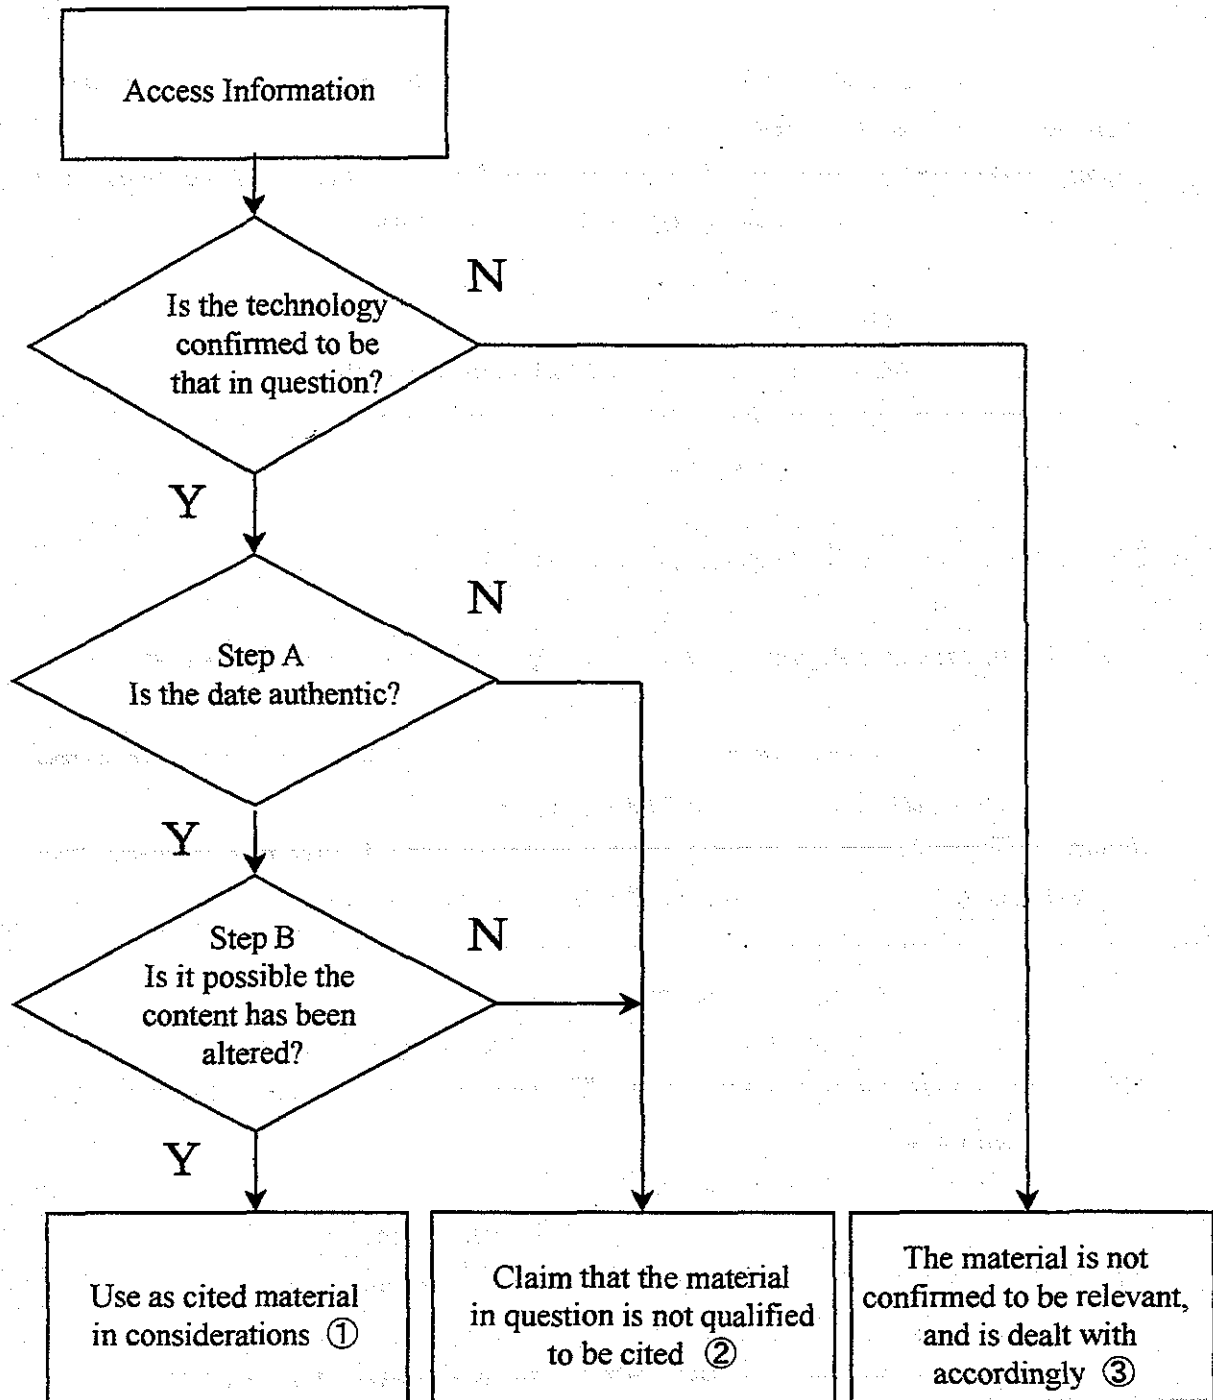 Access Information
N
Is the technology
confirmed to be
that in question?
Y
N
Step A
Is the date authentic?
Y
N
Step B
Is it possible the
content has been
altered?
Y
Use as cited material
in considerations ①
Claim that the material
in question is not qualified
to be cited ②
The material is not
confirmed to be relevant,
and is dealt with
accordingly ③